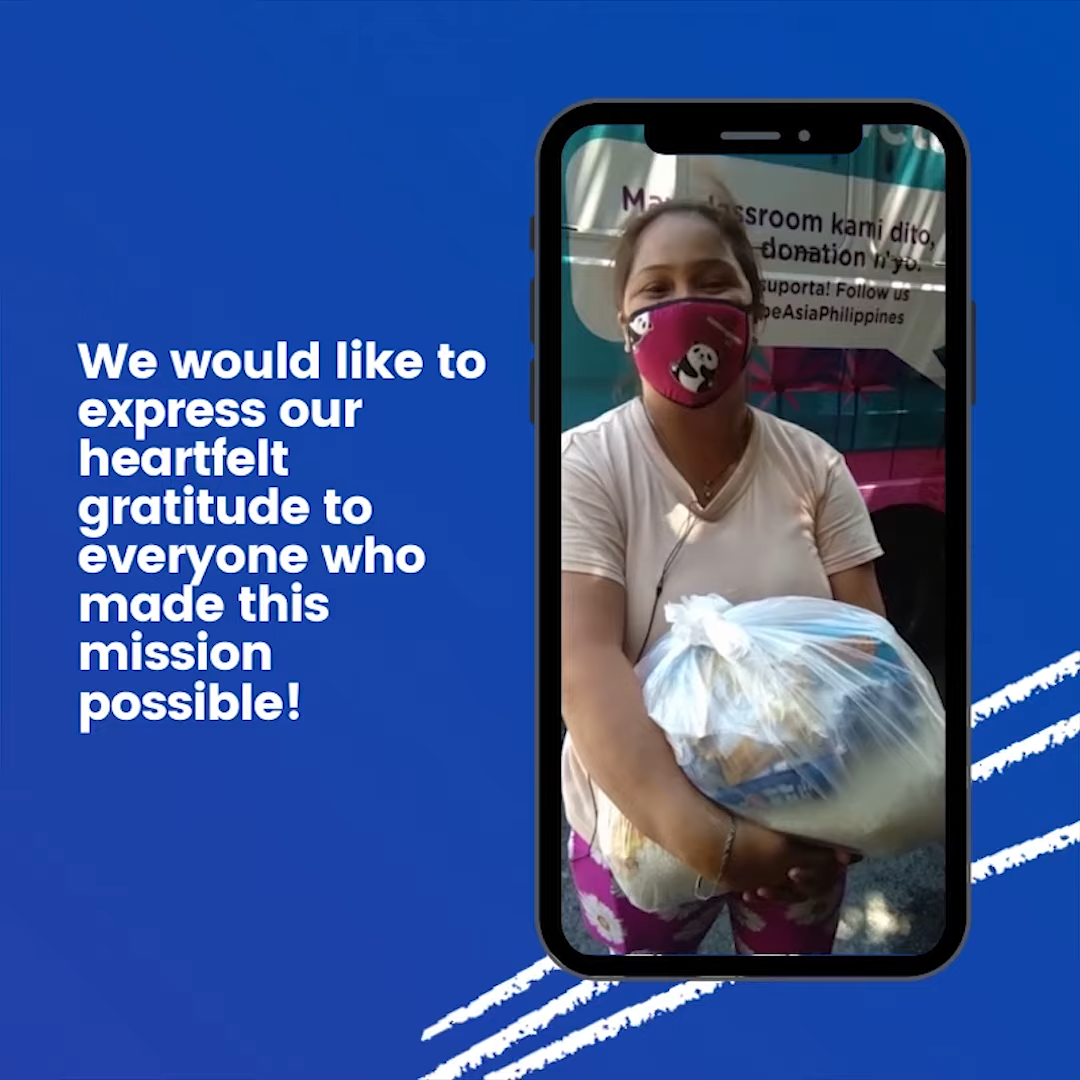 We would like to
express our
heartfelt
gratitude to
everyone who
made this
mission
possible!
kami dito,
donation n'yo.
suporta! Follow us